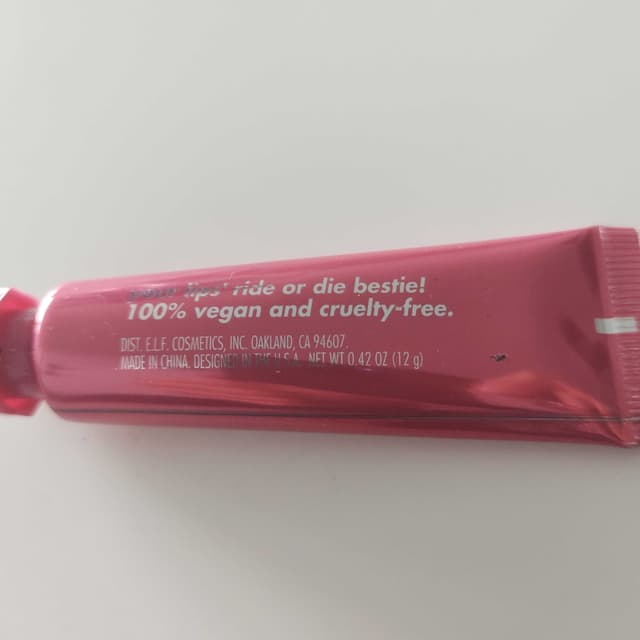 your lips' ride or die bestie!
100% vegan and cruelty-free.
DIST. E.L.F. COSMETICS, INC. OAKLAND, CA 94607.
MADE IN CHINA. DESIGNED IN THE U.S.A. NET WT 0.42 OZ (12 g)